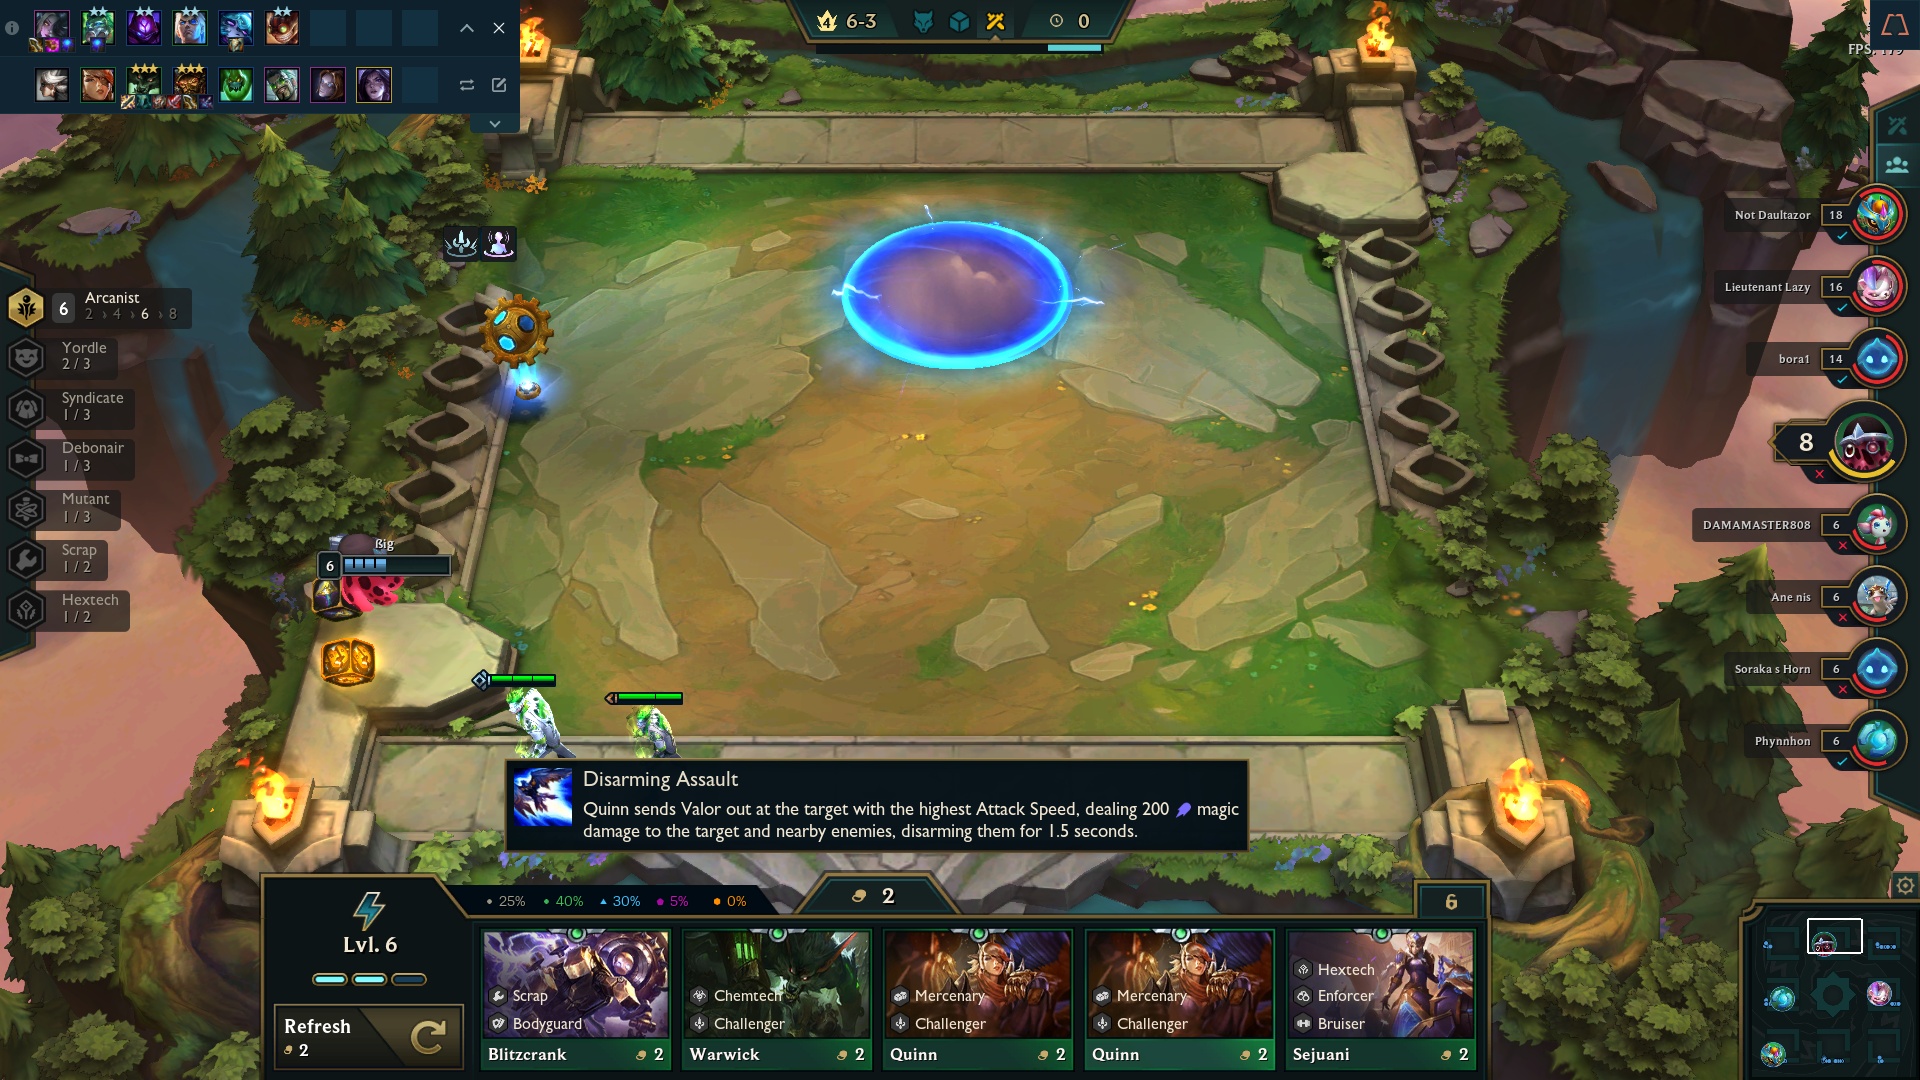 4 6-3 0
FPS:
Not Daultazor 18
Lieutenant Lazy 16
bora1 14
8
DAMAMASTER808 6
Ane nis 6
Soraka s Horn 6
Phynnhon 6
6 Arcanist
2 › 4 › 6 › 8
Yordle
2 / 3
Syndicate
1 / 3
Debonair
1 / 3
Mutant
1 / 3
Scrap
1 / 2
Hextech
1 / 2
ßig
6
Disarming Assault
Quinn sends Valor out at the target with the highest Attack Speed, dealing 200 magic
damage to the target and nearby enemies, disarming them for 1.5 seconds.
Lvl. 6
25% 40% 30% 5% 0%
2
6
Refresh
2
Scrap
Bodyguard
Blitzcrank 2
Chemtech
Challenger
Warwick 2
Mercenary
Challenger
Quinn 2
Mercenary
Challenger
Quinn 2
Hextech
Enforcer
Bruiser
Sejuani 2